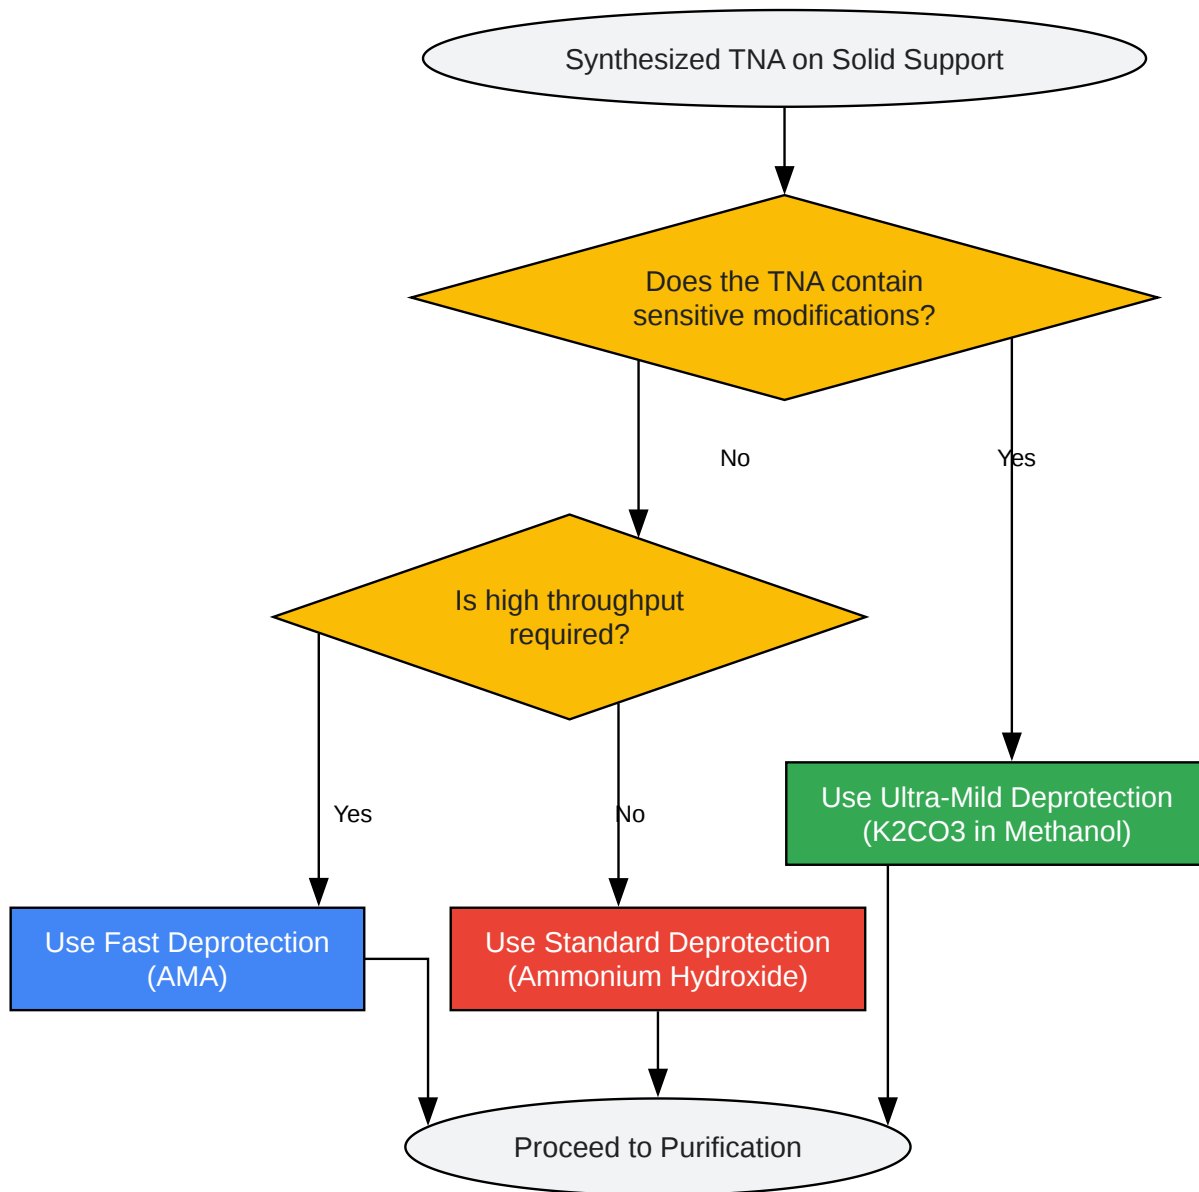 Synthesized TNA on Solid Support
Does the TNA contain
sensitive modifications?
No
Yes
Is high throughput
required?
Yes
No
Use Ultra-Mild Deprotection
(K2CO3 in Methanol)
Use Fast Deprotection
(AMA)
Use Standard Deprotection
(Ammonium Hydroxide)
Proceed to Purification